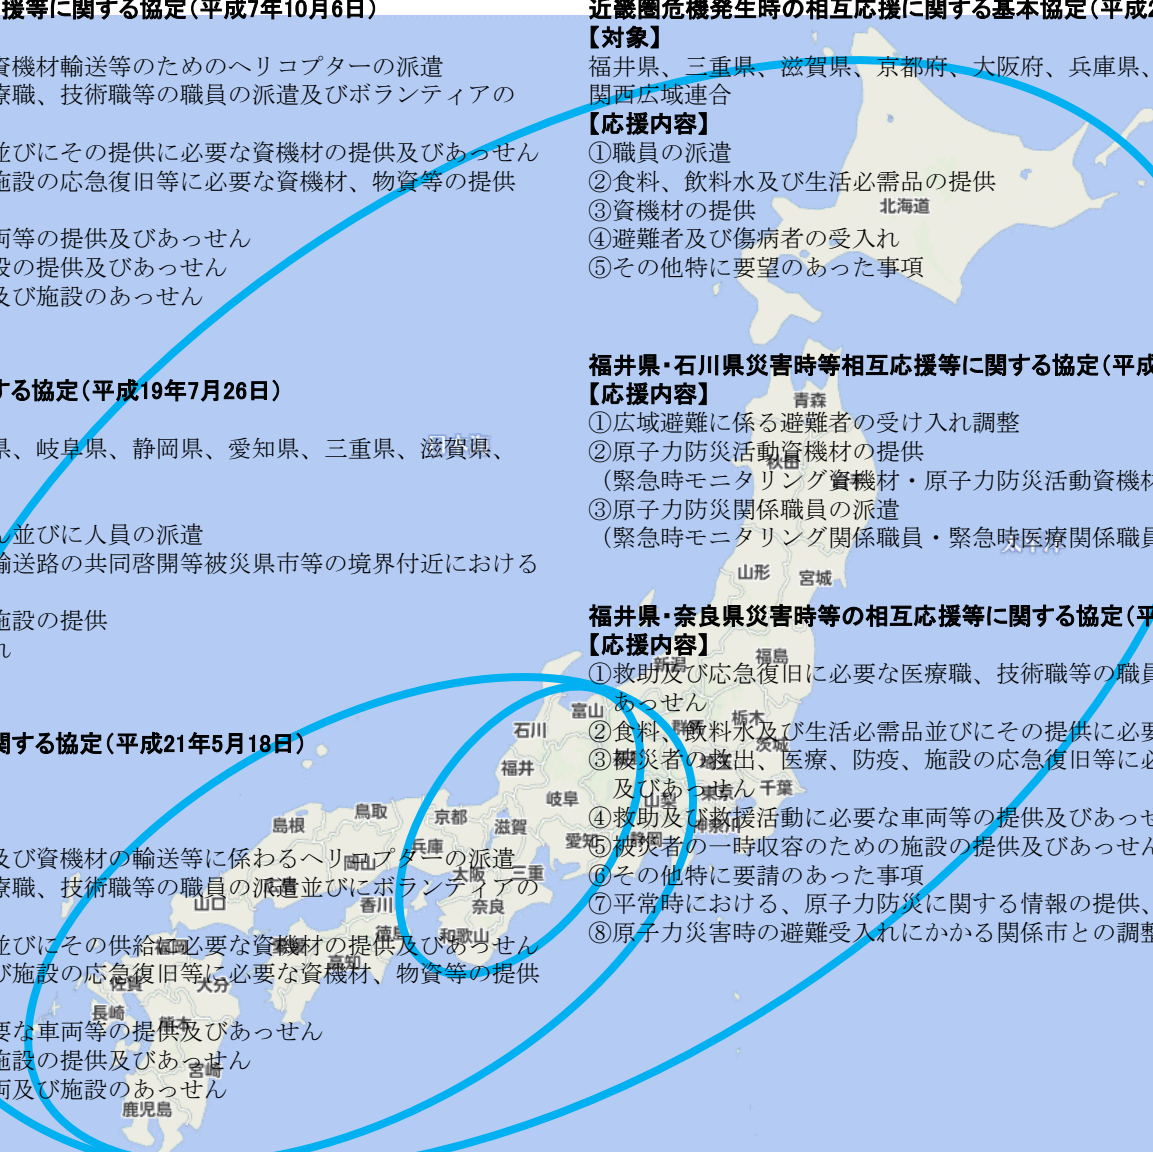 援等に関する協定（平成7年10月6日）
資機材輸送等のためのヘリコプターの派遣
療職、技術職等の職員の派遣及びボランティアの
並びにその提供に必要な資機材の提供及びあっせん
施設の応急復旧等に必要な資機材、物資等の提供
両等の提供及びあっせん
設の提供及びあっせん
及び施設のあっせん
する協定（平成19年7月26日）
県、岐阜県、静岡県、愛知県、三重県、滋賀県、
ん並びに人員の派遣
輸送路の共同啓開等被災県市等の境界付近における
施設の提供
れ
関する協定（平成21年5月18日）
及び資機材の輸送等に係わるヘリコプターの派遣
療職、技術職等の職員の派遣並びにボランティアの
並びにその供給に必要な資機材の提供及びあっせん
び施設の応急復旧等に必要な資機材、物資等の提供
要な車両等の提供及びあっせん
施設の提供及びあっせん
両及び施設のあっせん
近畿圏危機発生時の相互応援に関する基本協定（平成2
【対象】
福井県、三重県、滋賀県、京都府、大阪府、兵庫県、
関西広域連合
【応援内容】
①職員の派遣
②食料、飲料水及び生活必需品の提供
③資機材の提供
④避難者及び傷病者の受入れ
⑤その他特に要望のあった事項
福井県・石川県災害時等相互応援等に関する協定（平成
【応援内容】
①広域避難に係る避難者の受け入れ調整
②原子力防災活動資機材の提供
（緊急時モニタリング資機材・原子力防災活動資機材
③原子力防災関係職員の派遣
（緊急時モニタリング関係職員・緊急時医療関係職員
福井県・奈良県災害時等の相互応援等に関する協定（平
【応援内容】
①救助及び応急復旧に必要な医療職、技術職等の職員
あっせん
②食料、飲料水及び生活必需品並びにその提供に必要
③被災者の救出、医療、防疫、施設の応急復旧等に必
及びあっせん
④救助及び救援活動に必要な車両等の提供及びあっせ
⑤被災者の一時収容のための施設の提供及びあっせん
⑥その他特に要請のあった事項
⑦平常時における、原子力防災に関する情報の提供、
⑧原子力災害時の避難受入れにかかる関係市との調整
北海道
青森
秋田
山形
宮城
新潟
福島
富山
石川
群馬
栃木
茨城
福井
岐阜
山梨
東京
千葉
神奈川
鳥取
島根
京都
滋賀
愛知
静岡
兵庫
岡山
大阪
三重
山口
香川
奈良
徳島
和歌山
福岡
高知
佐賀
大分
長崎
熊本
宮崎
鹿児島